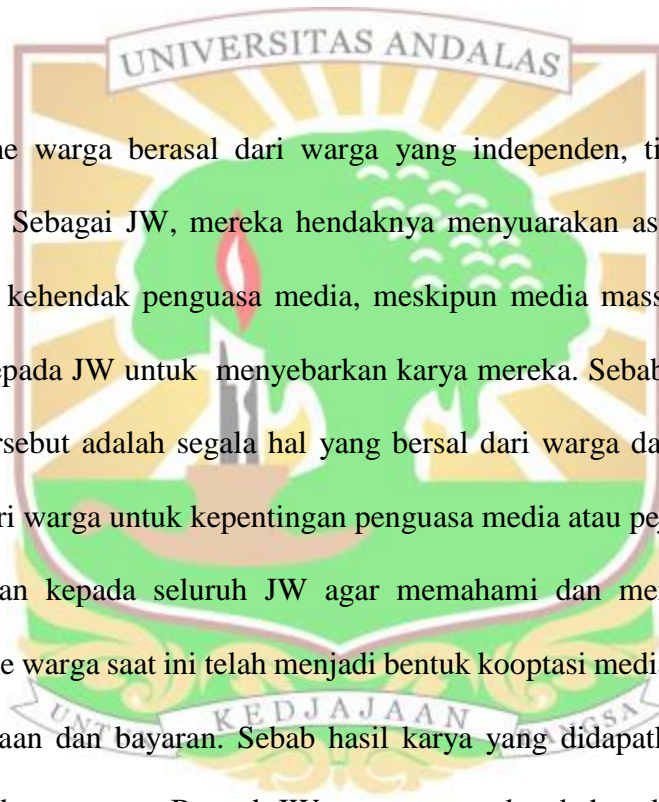 UNIVERSITAS ANDALAS
warga berasal dari warga yang independen,
Sebagai JW, mereka hendaknya menyuarakan
kehendak penguasa media, meskipun media
JW untuk menyebarkan karya mereka. Sebab
adalah segala hal yang bersal dari warga
warga untuk kepentingan penguasa media atau
kepada seluruh JW agar memahami dan
warga saat ini telah menjadi bentuk kooptasi
UNTUK KEDJAJAAN BANGSA
dan bayaran. Sebab hasil karya yang
JW